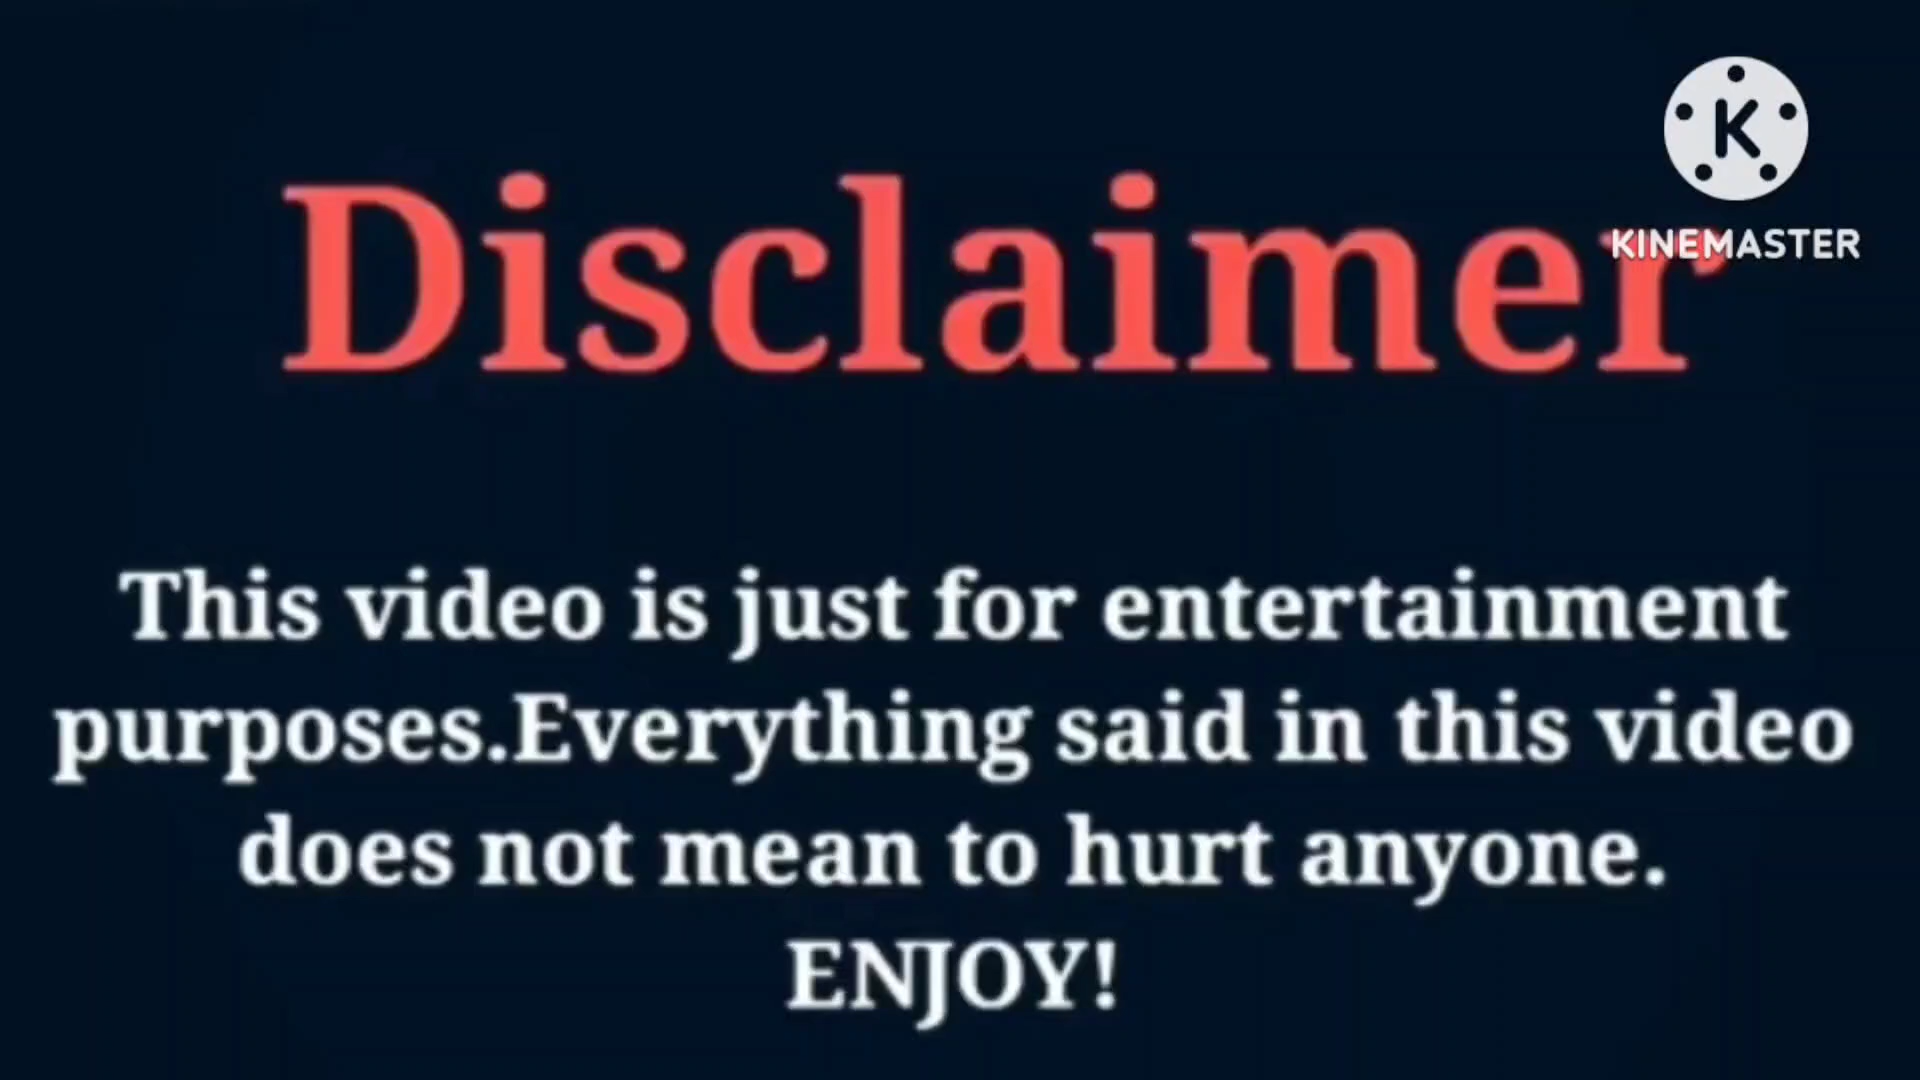 K
KINEMASTER
Disclaimer
This video is just for entertainment
purposes.Everything said in this video
does not mean to hurt anyone.
ENJOY!